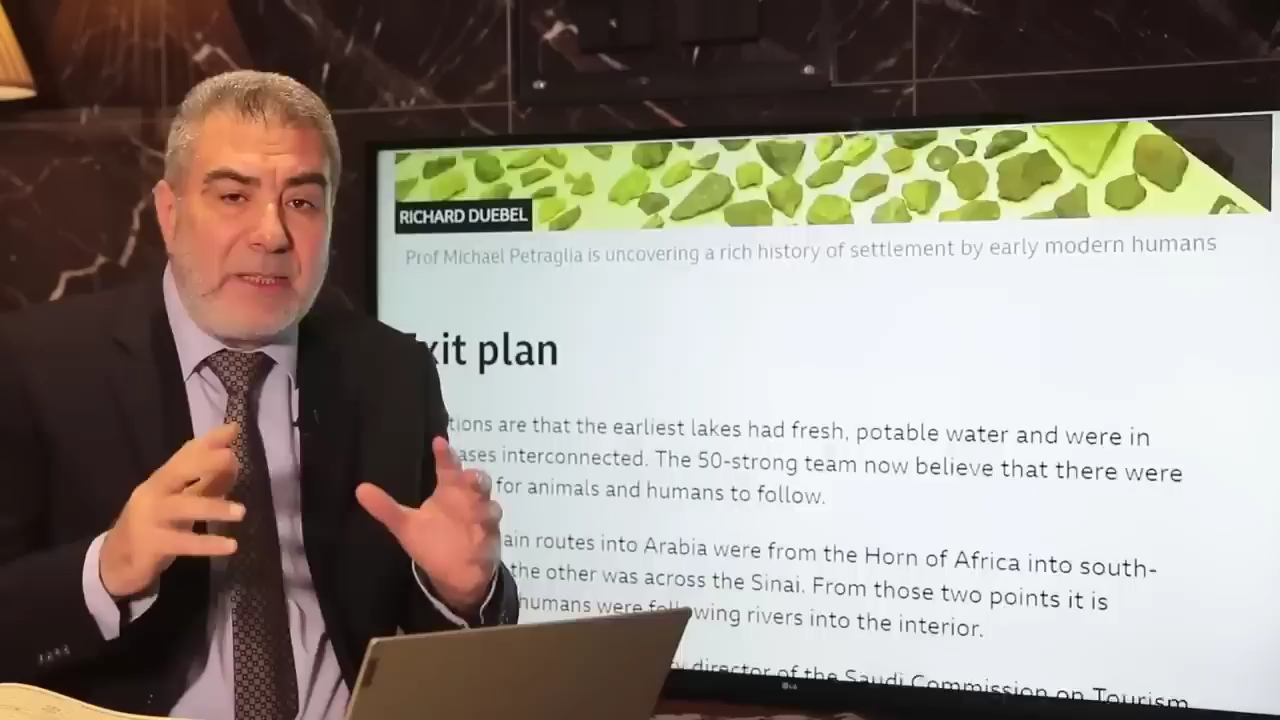 RICHARD DUEBEL
Prof Michael Petraglia is uncovering a rich history of settlement by early modern humans
xit plan
tions are that the earliest lakes had fresh, potable water and were in
ases interconnected. The 50-strong team now believe that there were
for animals and humans to follow.
ain routes into Arabia were from the Horn of Africa into south-
the other was across the Sinai. From those two points it is
humans were following rivers into the interior.
director of the Saudi Commission on Tourism
LG